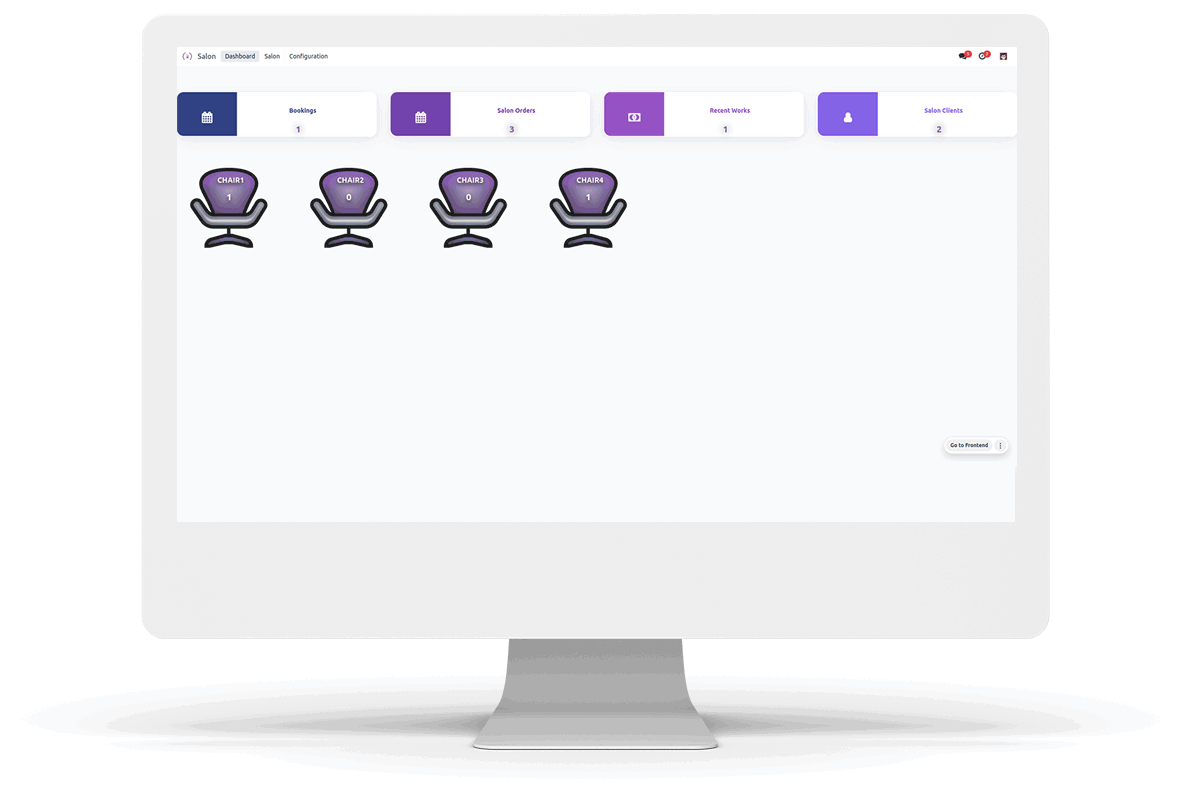 Salon Dashboard Salon Configuration
Bookings
1
Salon Orders
3
Recent Works
1
Salon Clients
2
CHAIR1
1
CHAIR2
0
CHAIR3
0
CHAIR4
1
Go to Frontend